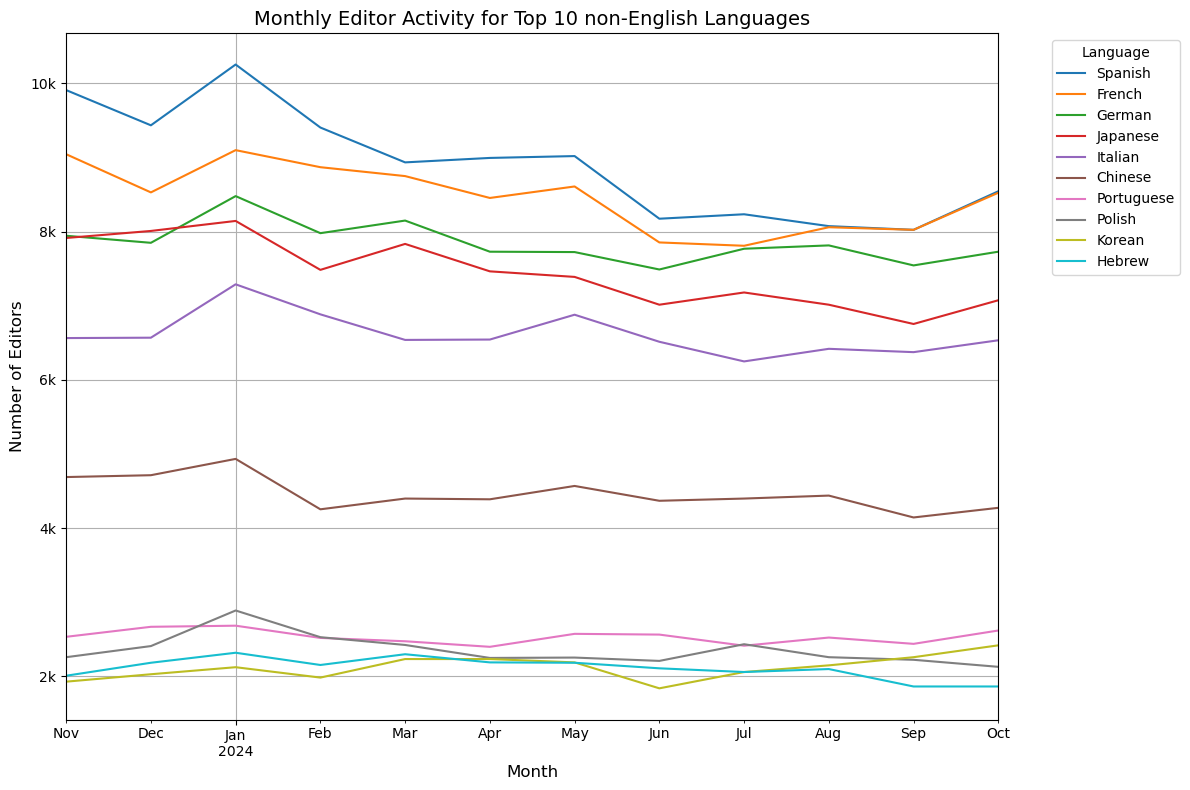 Monthly Editor Activity for Top 10 non-English Languages
Number of Editors
10k
8k
6k
4k
2k
Nov Dec Jan Feb Mar Apr May Jun Jul Aug Sep Oct
2024
Month
Language
Spanish
French
German
Japanese
Italian
Chinese
Portuguese
Polish
Korean
Hebrew